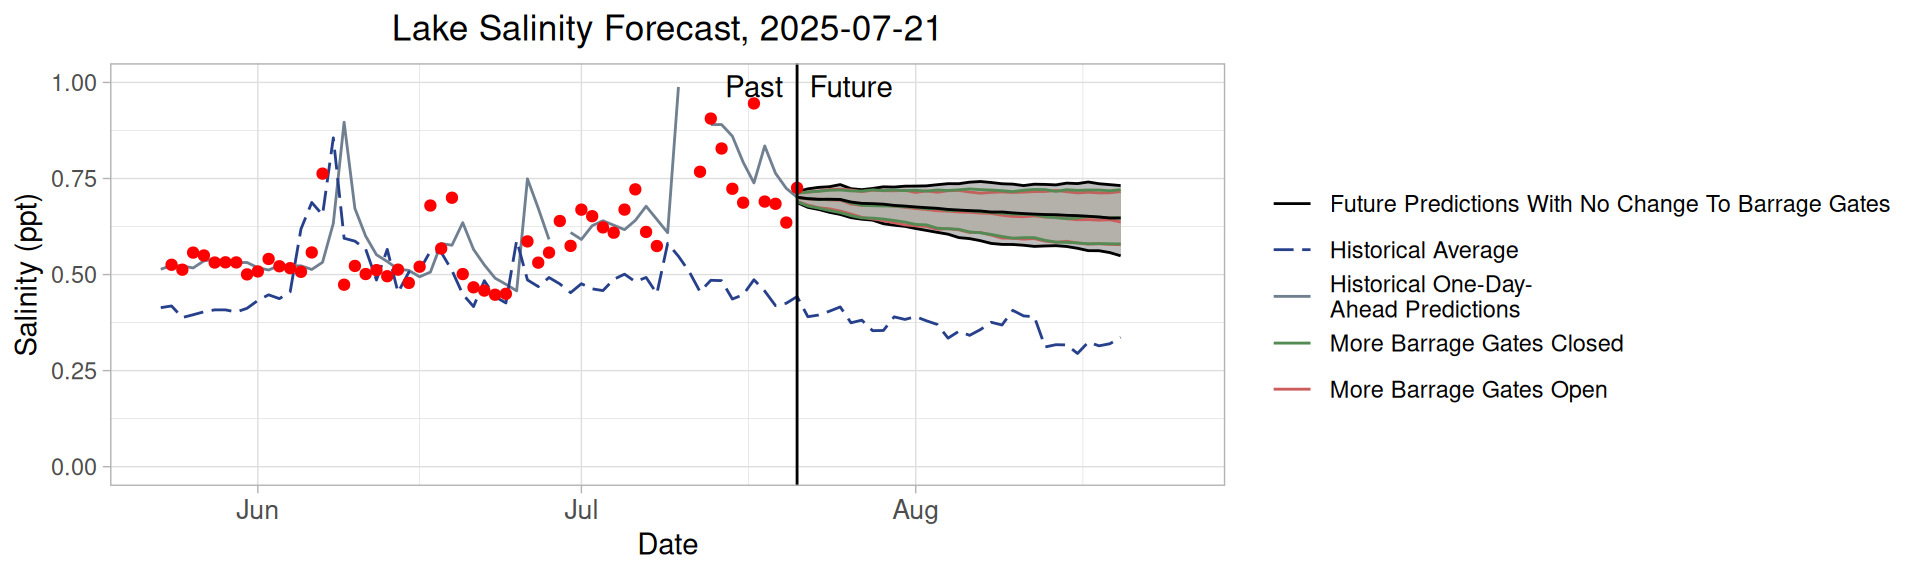 Lake Salinity Forecast, 2025-07-21
Past
Future
1.00
0.75
0.50
0.25
0.00
Salinity (ppt)
Jun
Jul
Aug
Date
Future Predictions With No Change To Barrage Gates
Historical Average
Historical One-Day-
Ahead Predictions
More Barrage Gates Closed
More Barrage Gates Open